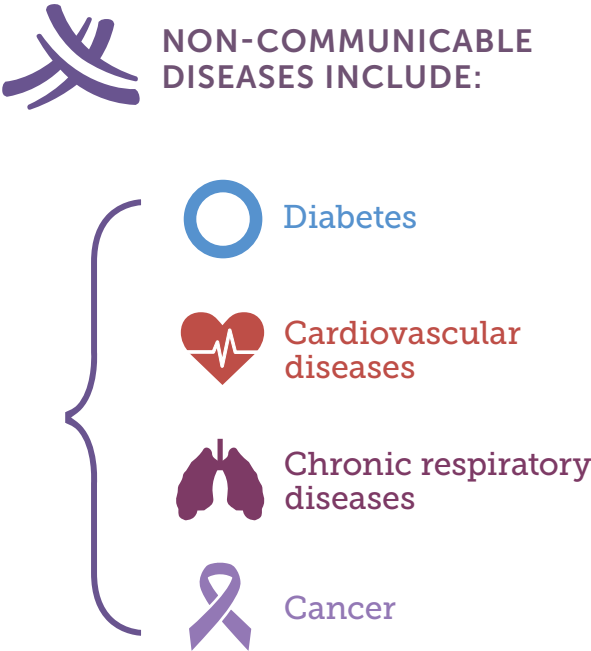 NON-COMMUNICABLE
DISEASES INCLUDE:
Diabetes
Cardiovascular
diseases
Chronic respiratory
diseases
Cancer